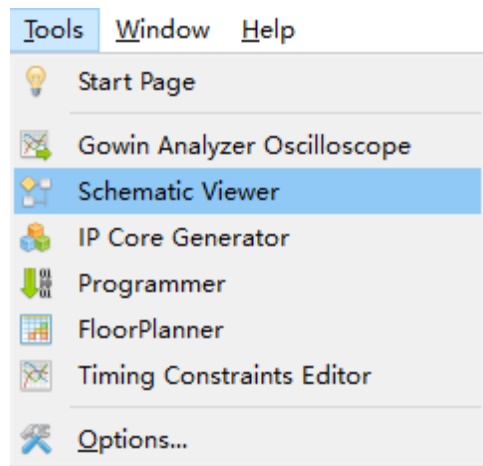 Tools Window Help
Start Page
Gowin Analyzer Oscilloscope
Schematic Viewer
IP Core Generator
Programmer
FloorPlanner
Timing Constraints Editor
Options...